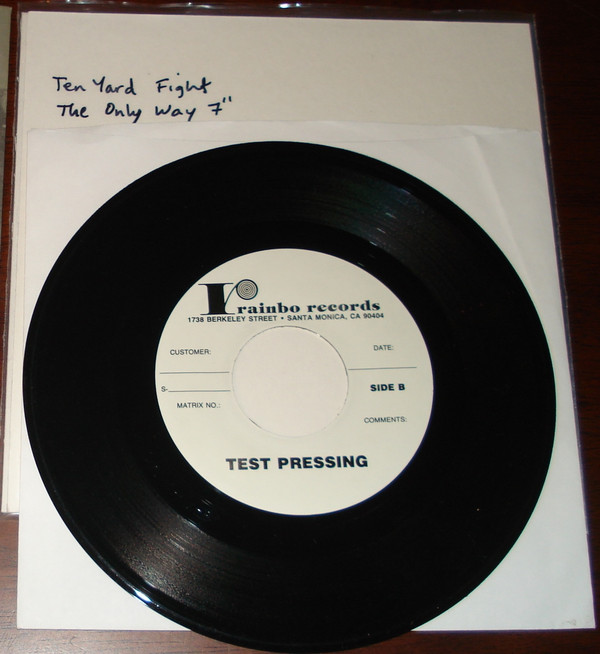 Ten Yard Fight
The Only Way 7"
r rainbo records
1738 BERKELEY STREET • SANTA MONICA, CA 90404
CUSTOMER:
DATE:
S-
SIDE B
MATRIX NO.:
COMMENTS:
TEST PRESSING